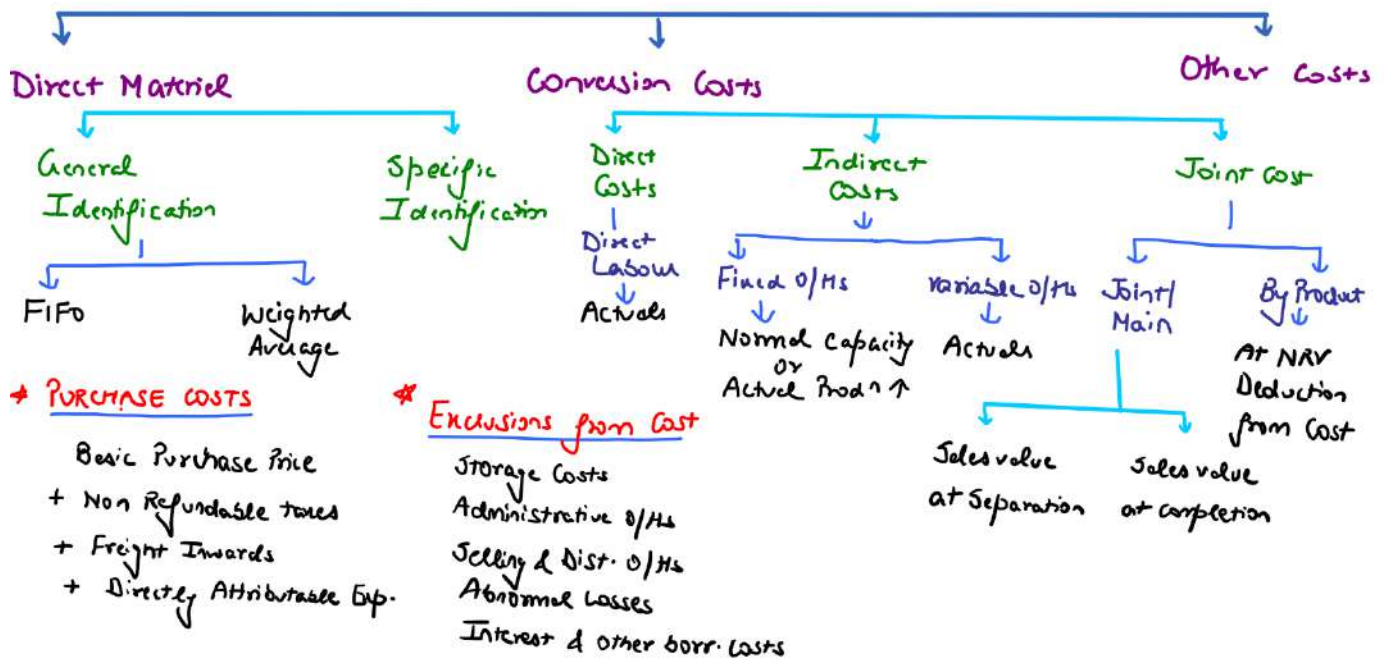 Direct Material
Conversion Costs
Other Costs
General
Identification
Specific
Identification
Direct
Costs
Indirect
Costs
Joint Cost
FIFO
Weighted
Average
Direct
Labour
Actuals
Fixed O/Hs
Normal Capacity
or
Actual Prodn ↑
Variable O/Hs
Actuals
Joint/
Main
By Product
At NRV
Deduction
from Cost
Sales value
at Separation
Sales value
at completion
* PURCHASE COSTS
Basic Purchase Price
+ Non Refundable taxes
+ Freight Inwards
+ Directly Attributable Exp.
* Exclusions from Cost
Storage Costs
Administrative O/Hs
Selling & Dist. O/Hs
Abnormal Losses
Interest & other borr. costs